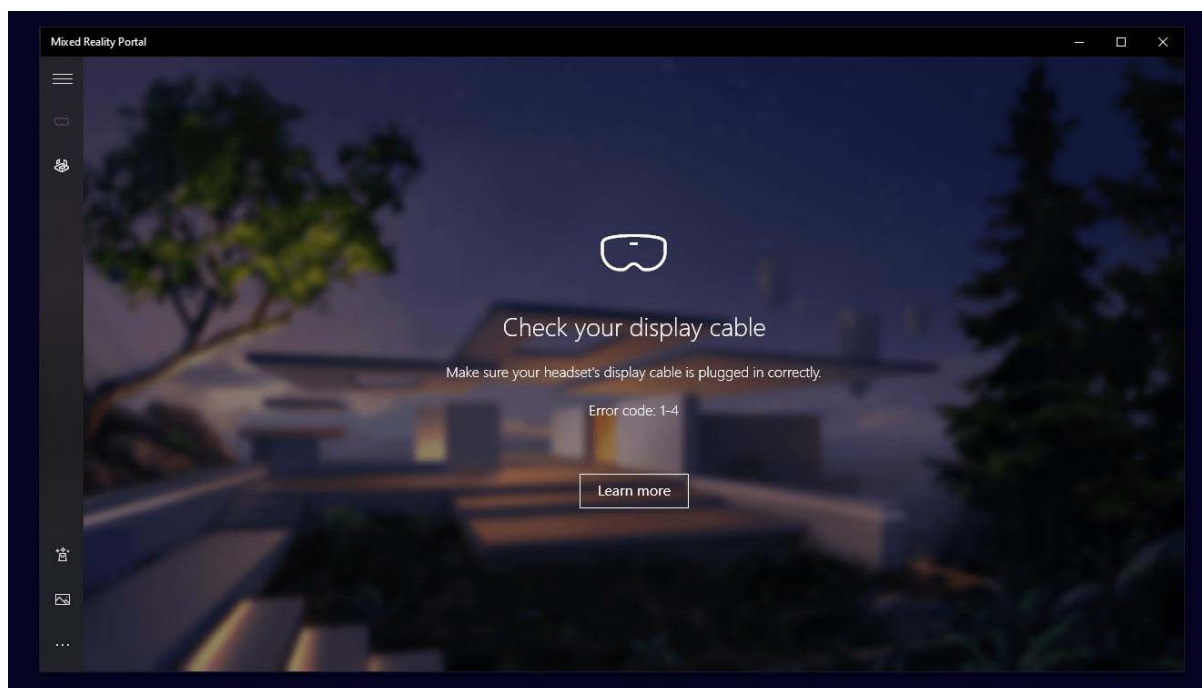 Mixed Reality Portal
Check your display cable
Make sure your headset's display cable is plugged in correctly.
Error code: 1-4
Learn more